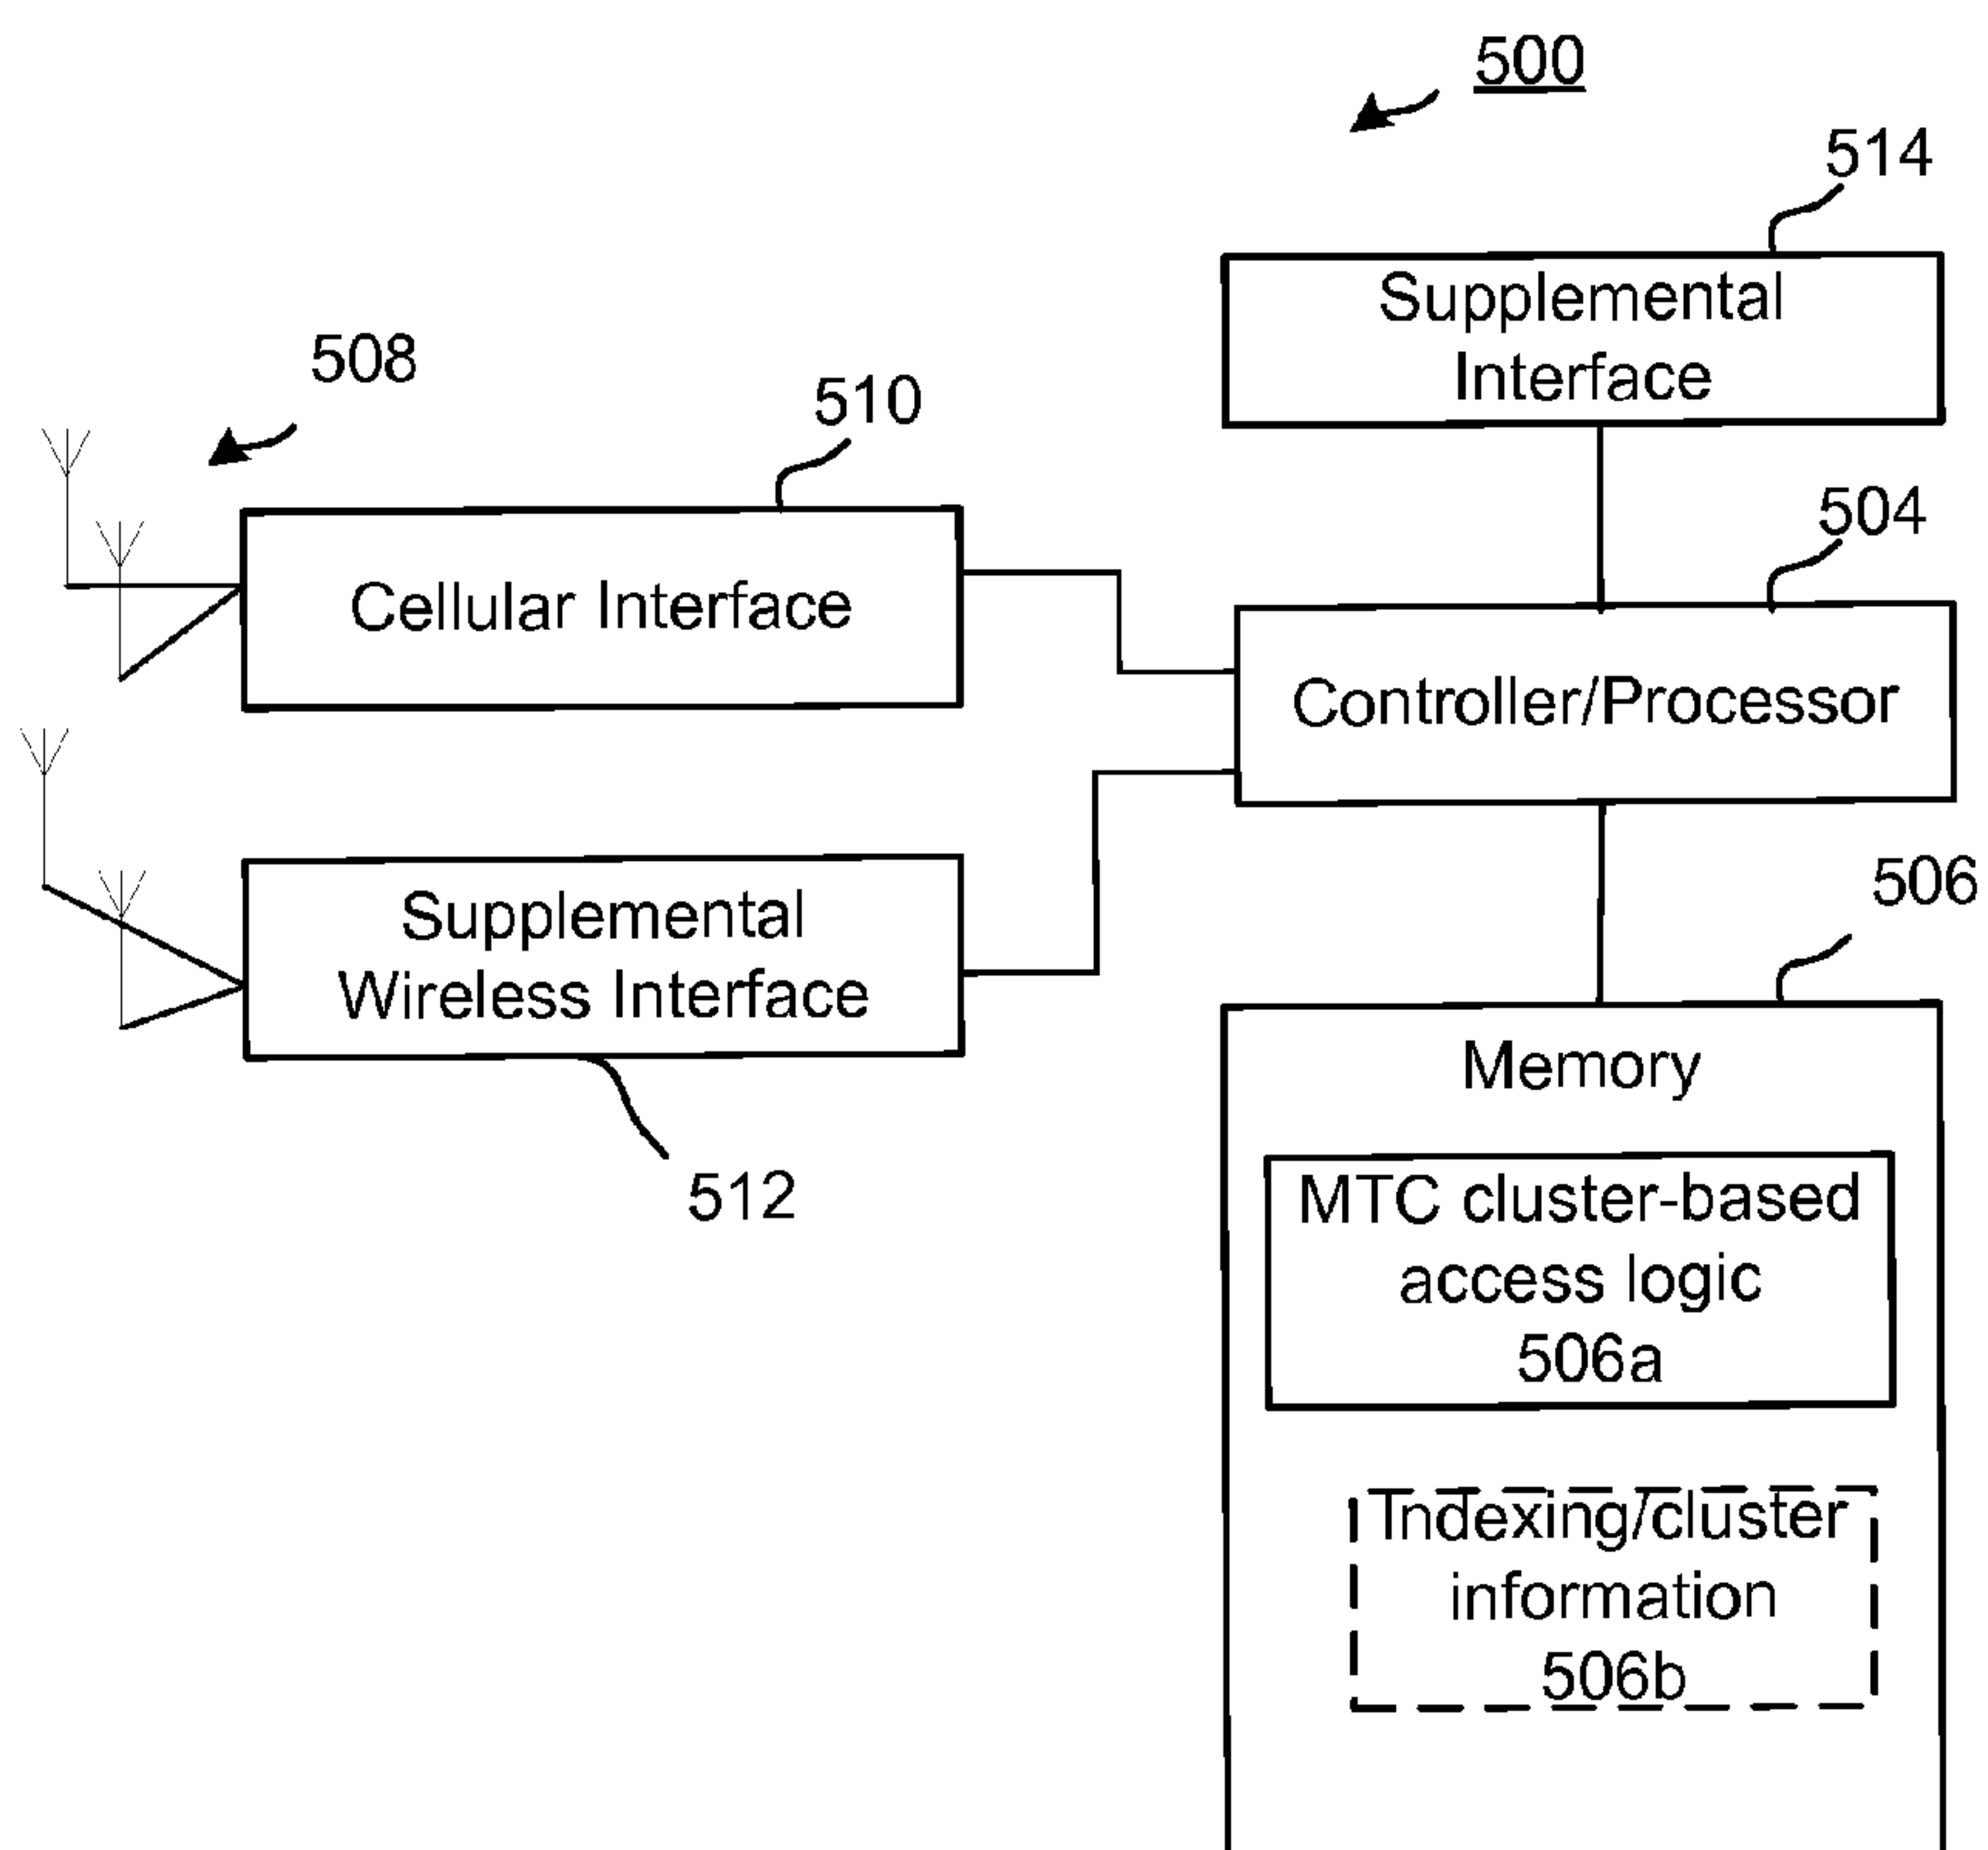 500
514
Supplemental
Interface
508
510
504
Cellular Interface
Controller/Processor
506
Supplemental
Wireless Interface
512
Memory
MTC cluster-based
access logic
506a
Indexing/cluster
information
506b